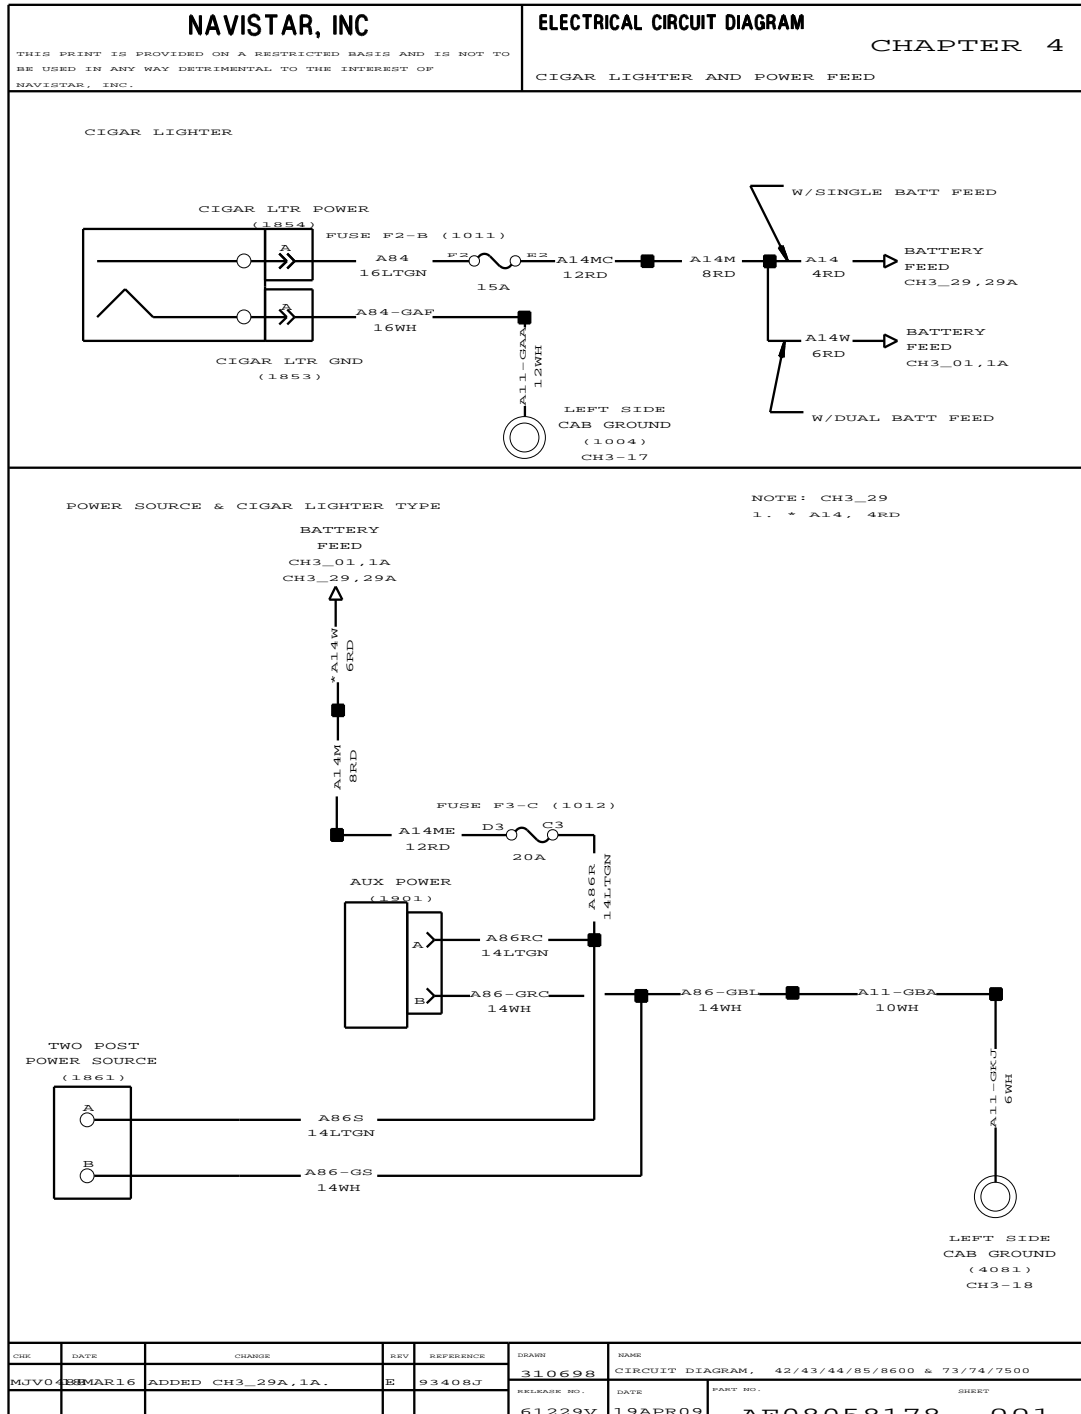 NAVISTAR, INC
THIS PRINT IS PROVIDED ON A RESTRICTED BASIS AND IS NOT TO
BE USED IN ANY WAY DETRIMENTAL TO THE INTEREST OF
NAVISTAR, INC.
ELECTRICAL CIRCUIT DIAGRAM
CHAPTER 4
CIGAR LIGHTER AND POWER FEED
CIGAR LIGHTER
W/SINGLE BATT FEED
CIGAR LTR POWER
(1854)
FUSE F2-B (1011)
A
A84
16LTGN
F2
E2
15A
A14MC
12RD
A14M
8RD
A14
4RD
BATTERY
FEED
CH3_29,29A
A
A84-GAF
16WH
A14W
6RD
BATTERY
FEED
CH3_01,1A
CIGAR LTR GND
(1853)
A11-GAA
12WH
LEFT SIDE
CAB GROUND
(1004)
CH3-17
W/DUAL BATT FEED
POWER SOURCE & CIGAR LIGHTER TYPE
NOTE: CH3_29
1. * A14, 4RD
BATTERY
FEED
CH3_01,1A
CH3_29,29A
*A14W
6RD
A14M
8RD
FUSE F3-C (1012)
A14ME
12RD
D3
C3
20A
A86R
14LTGN
AUX POWER
(1901)
A
A86RC
14LTGN
B
A86-GRC
14WH
A86-GBL
14WH
A11-GBA
10WH
A11-GKJ
6WH
TWO POST
POWER SOURCE
(1861)
A
A86S
14LTGN
B
A86-GS
14WH
LEFT SIDE
CAB GROUND
(4081)
CH3-18
CHK
DATE
CHANGE
REV
REFERENCE
DRAWN
NAME
MAR16
ADDED CH3_29A,1A.
E
93408J
310698
CIRCUIT DIAGRAM, 42/43/44/85/8600 & 73/74/7500
RELEASE NO.
DATE
PART NO.
SHEET
61229V
19APR09
AE08058178
001